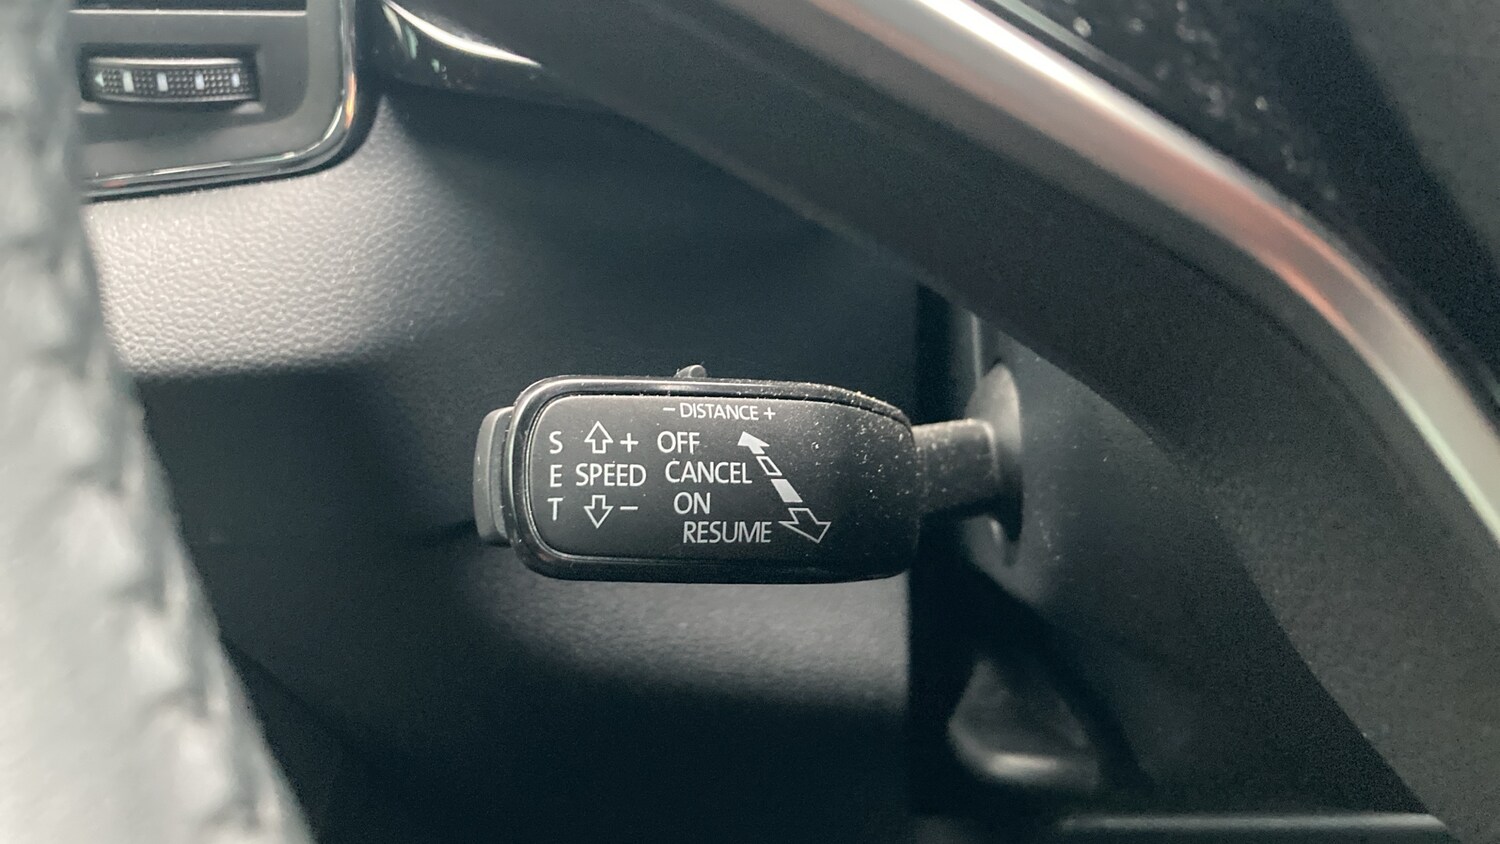 - DISTANCE +
S + OFF
E SPEED CANCEL
T - ON
RESUME